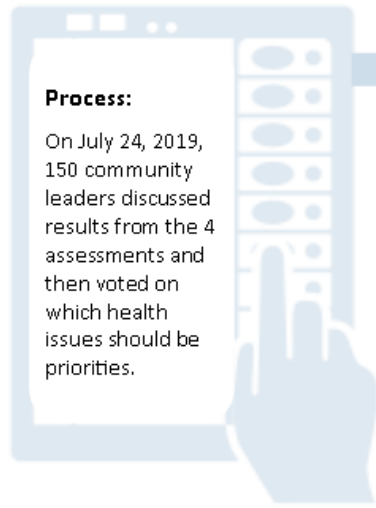 Process:
On July 24, 2019,
150 community
leaders discussed
results from the 4
assessments and
then voted on
which health
issues should be
priorities.